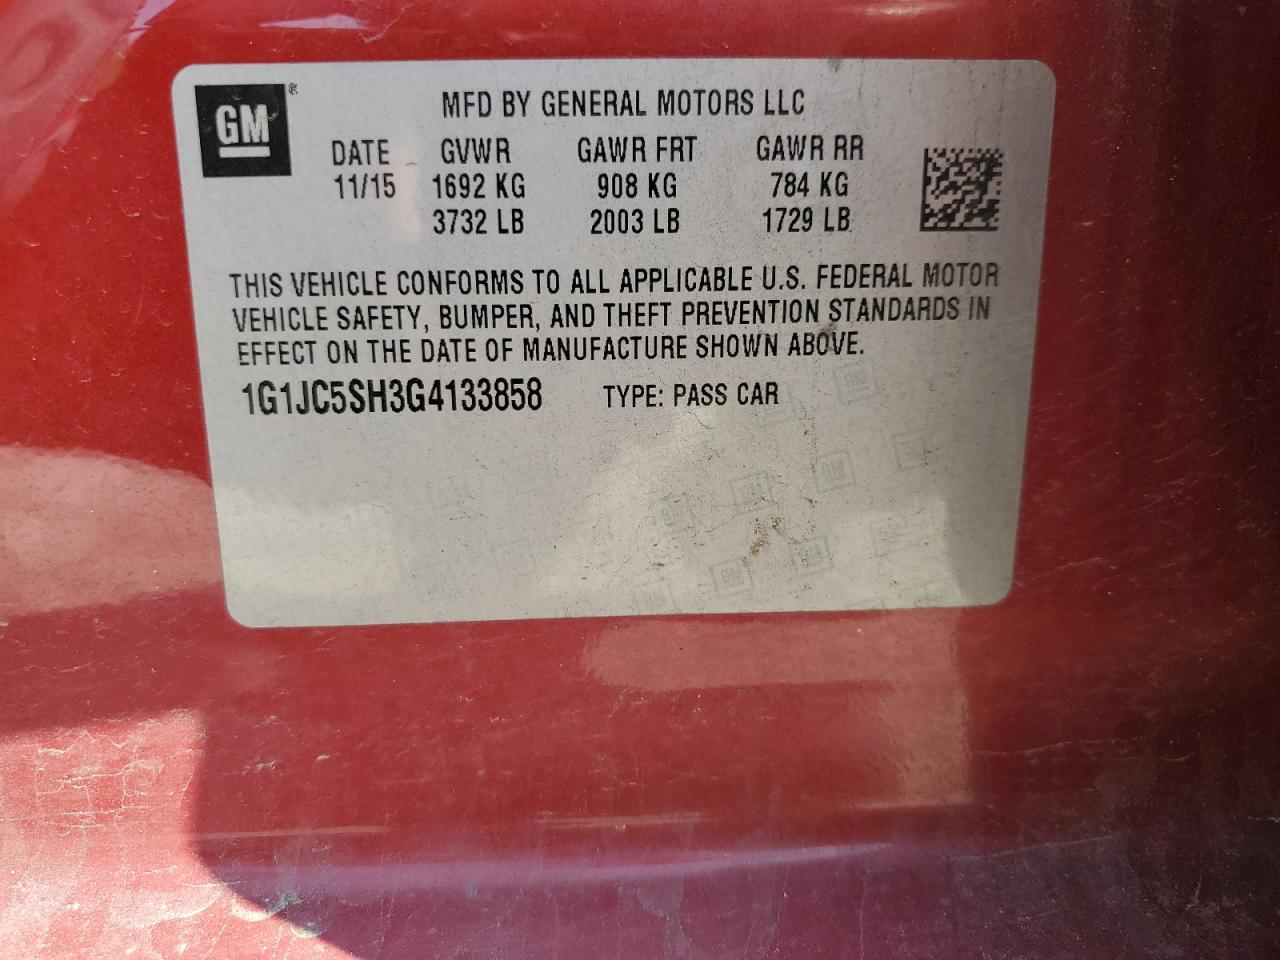 GM®
MFD BY GENERAL MOTORS LLC
DATE GVWR GAWR FRT GAWR RR
11/15 1692 KG 908 KG 784 KG
3732 LB 2003 LB 1729 LB
THIS VEHICLE CONFORMS TO ALL APPLICABLE U.S. FEDERAL MOTOR
VEHICLE SAFETY, BUMPER, AND THEFT PREVENTION STANDARDS IN
EFFECT ON THE DATE OF MANUFACTURE SHOWN ABOVE.
1G1JC5SH3G4133858 TYPE: PASS CAR